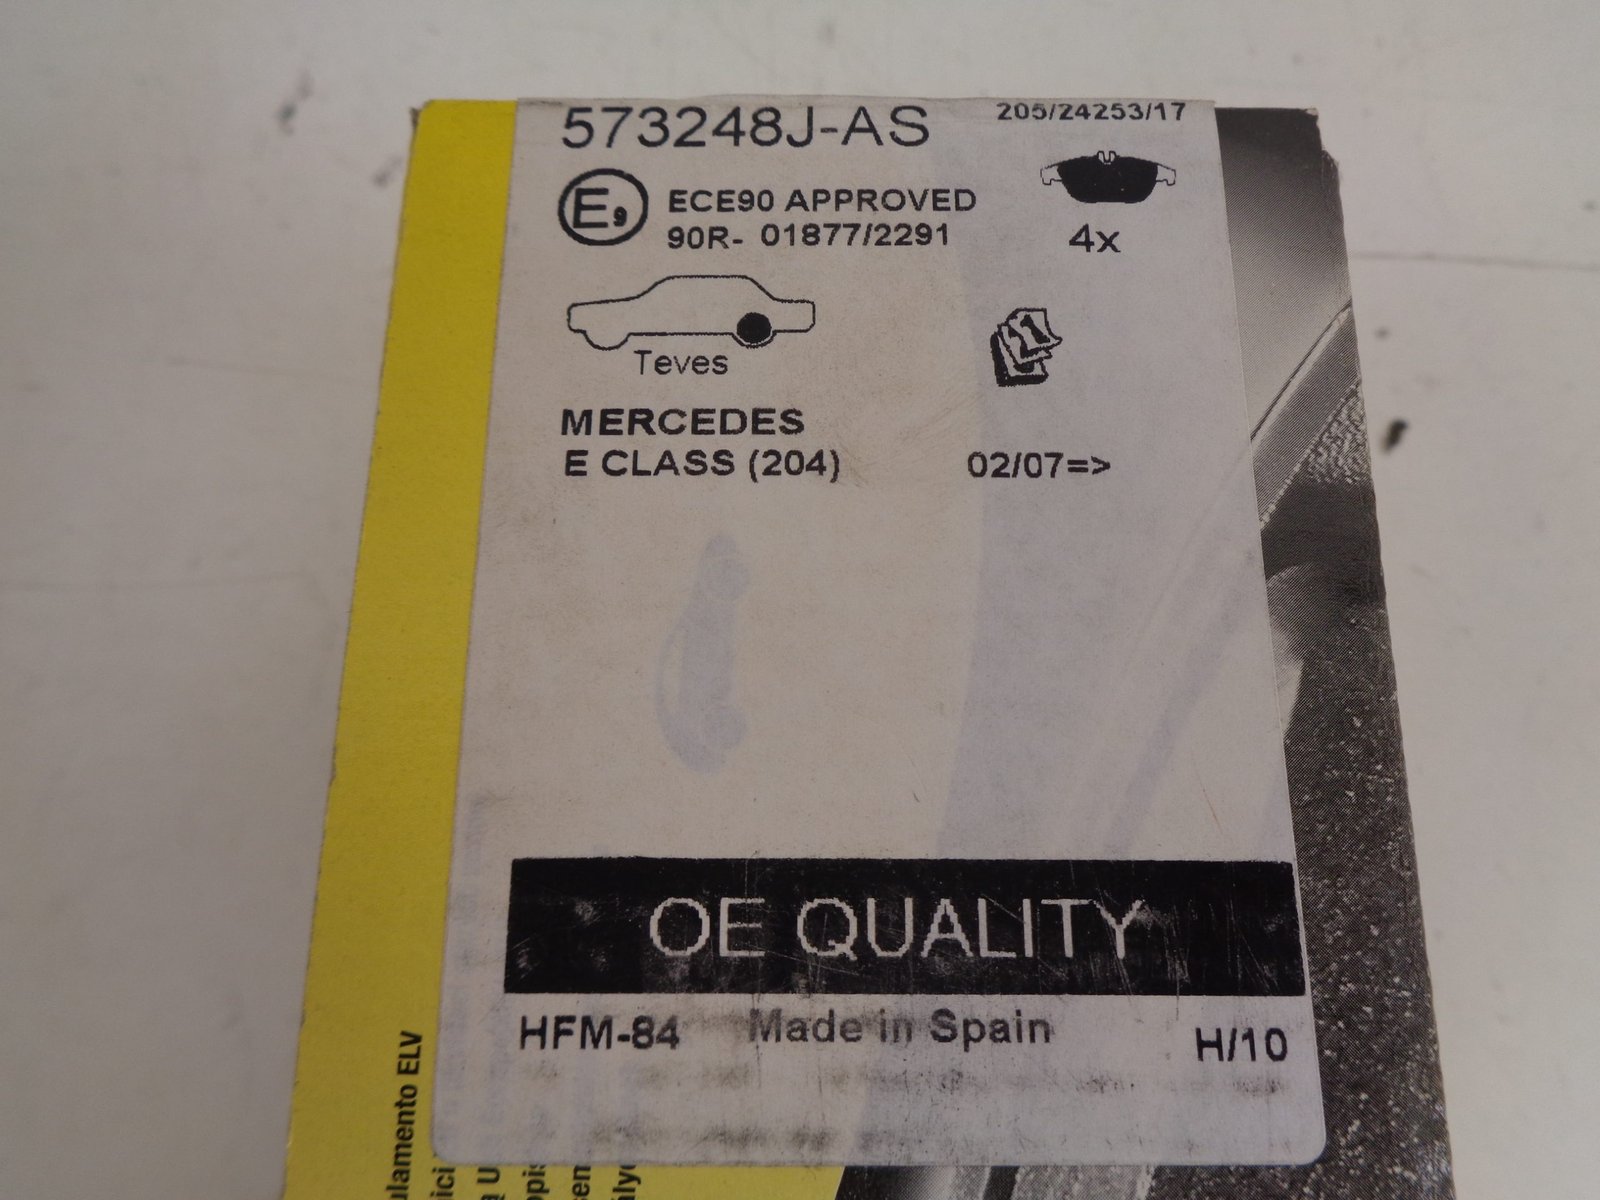 573248J-AS
205/24253/17
E9
ECE90 APPROVED
90R- 01877/2291
4x
Teves
1
MERCEDES
E CLASS (204)
02/07=>
OE QUALITY
HFM-84
Made in Spain
H/10
ulamento ELV